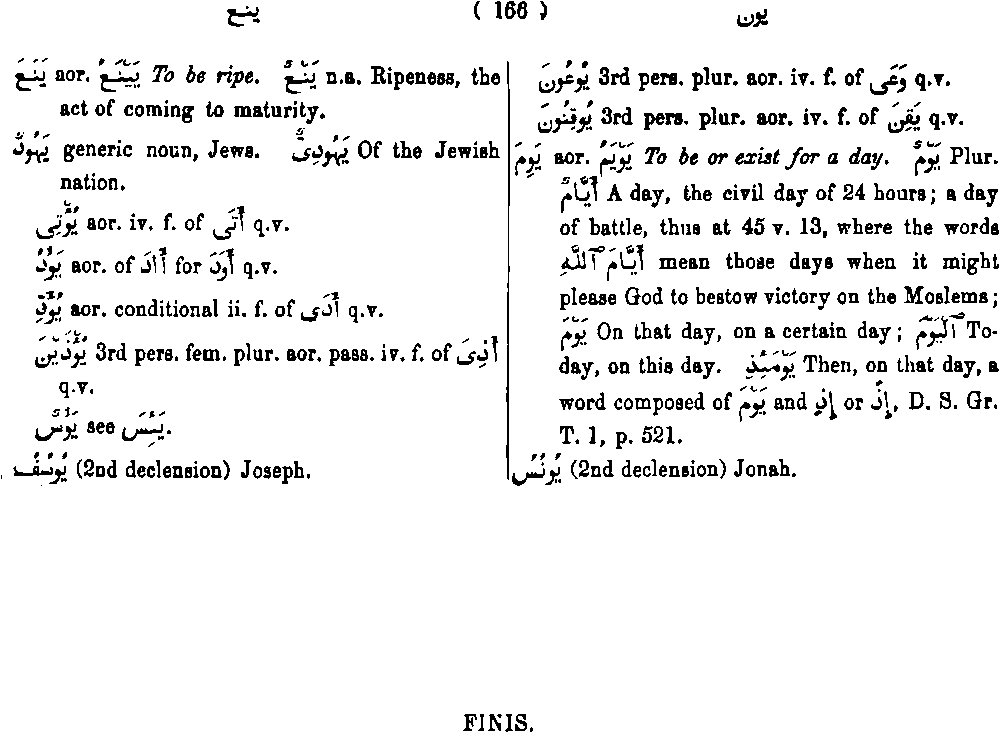 ينع ( 166 ) يون
يَنَعَ aor. يَيْنَعُ To be ripe. يَنْعٌ n.a. Ripeness, the
act of coming to maturity.
يَهُودٌ generic noun, Jews. يَهُودِىٌّ Of the Jewish
nation.
يُؤْتِى aor. iv. f. of أَتَى q.v.
يَؤُدُ aor. of أَادَ for أَوَدَ q.v.
يُؤَدِّ aor. conditional ii. f. of أَدَى q.v.
يُؤْذَيْنَ 3rd pers. fem. plur. aor. pass. iv. f. of أَذِىَ
q.v.
يَؤُسٌ see يَئِسَ.
يُوسُفُ (2nd declension) Joseph.
يُوعُونَ 3rd pers. plur. aor. iv. f. of وَعَى q.v.
يُوقِنُونَ 3rd pers. plur. aor. iv. f. of يَقِنَ q.v.
يَوِمَ aor. يَوْيَمُ To be or exist for a day. يَوْمٌ Plur.
أَيَّامٌ A day, the civil day of 24 hours; a day
of battle, thus at 45 v. 13, where the words
أَيَّامَ ٱللَّهِ mean those days when it might
please God to bestow victory on the Moslems;
يَوْمَ On that day, on a certain day; ٱلْيَوْمَ To-
day, on this day. يَوْمَئِذٍ Then, on that day, a
word composed of يَوْمَ and إِذٍ or إِذْ, D. S. Gr.
T. 1, p. 521.
يُونُسُ (2nd declension) Jonah.
FINIS.